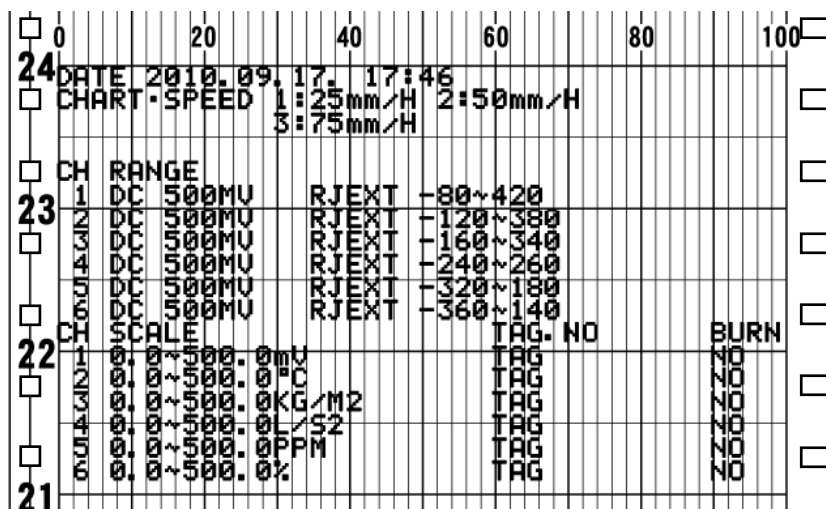 0 20 40 60 80 100
24
DATE 2010.09.17. 17:46
CHART·SPEED 1:25mm/H 2:50mm/H
3:75mm/H
CH RANGE
1 DC 500MV RJEXT -80~420
23
2 DC 500MV RJEXT -120~380
3 DC 500MV RJEXT -160~340
4 DC 500MV RJEXT -240~260
5 DC 500MV RJEXT -320~180
6 DC 500MV RJEXT -360~140
CH SCALE TAG.NO BURN
22
1 0.0~500.0mV TAG NO
2 0.0~500.0°C TAG NO
3 0.0~500.0KG/M2 TAG NO
4 0.0~500.0L/S2 TAG NO
5 0.0~500.0PPM TAG NO
6 0.0~500.0% TAG NO
21